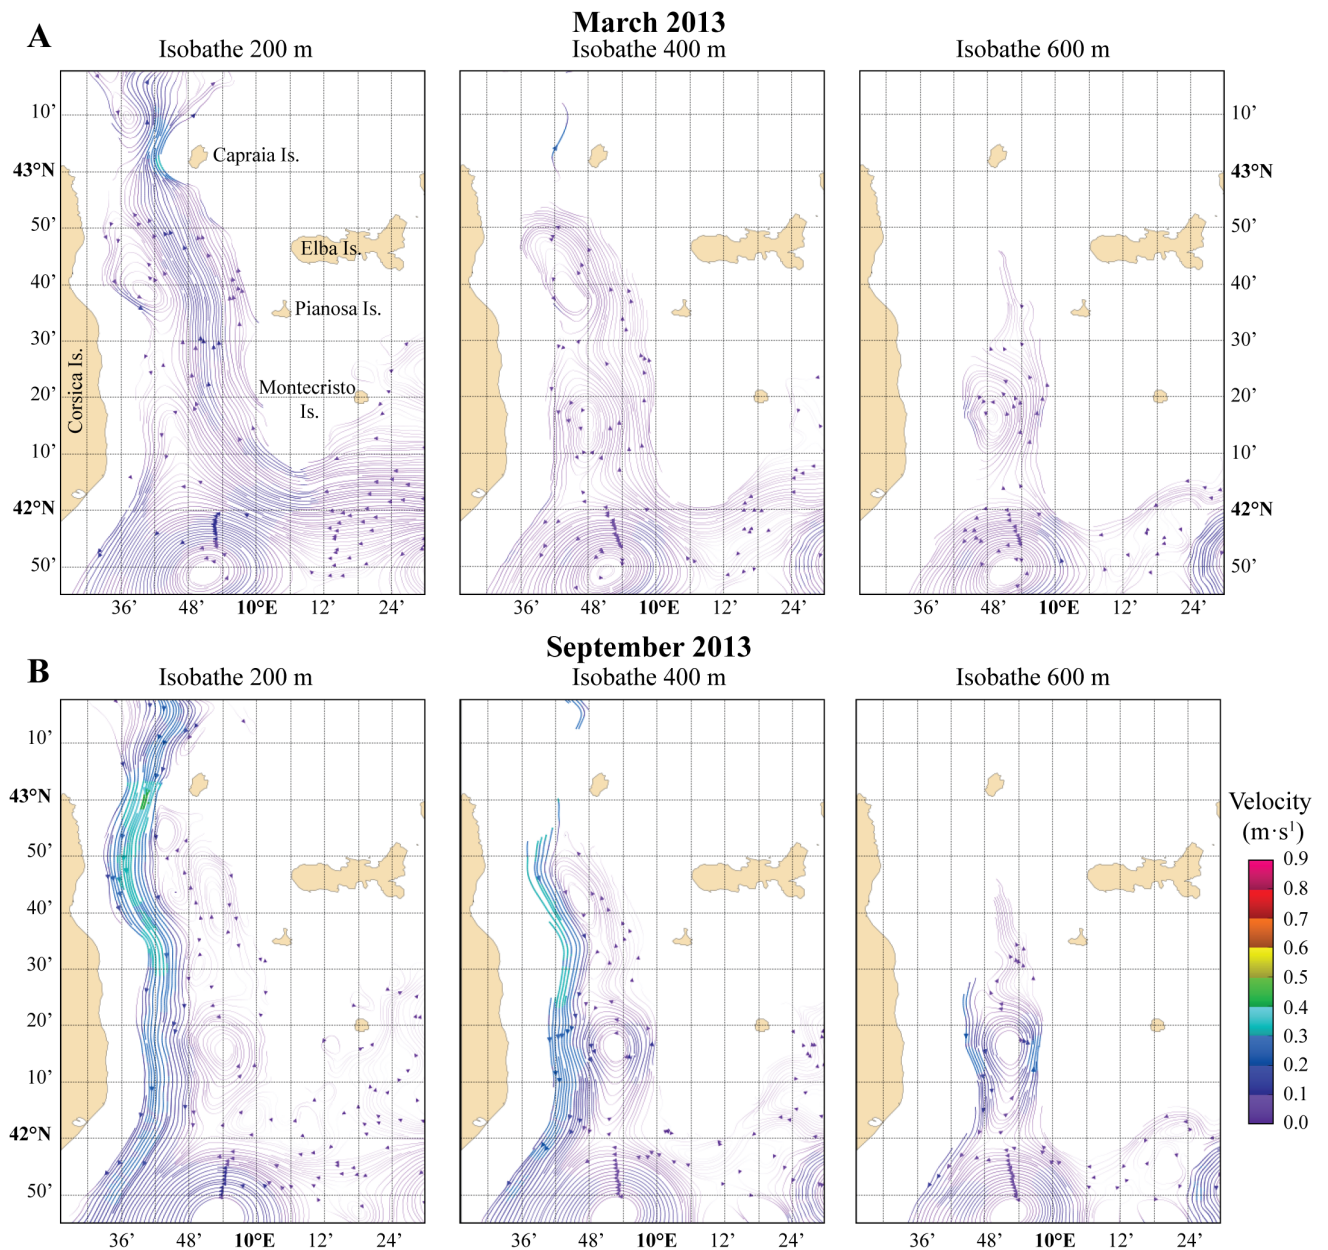 March 2013
A
Isobathe 200 m
Isobathe 400 m
Isobathe 600 m
10’
43°N
50’
40’
30’
20’
10’
42°N
50’
Capraia Is.
Elba Is.
Pianosa Is.
Montecristo
Is.
Corsica Is.
10’
43°N
50’
40’
30’
20’
10’
42°N
50’
36’ 48’ 10°E 12’ 24’
36’ 48’ 10°E 12’ 24’
36’ 48’ 10°E 12’ 24’
September 2013
B
Isobathe 200 m
Isobathe 400 m
Isobathe 600 m
10’
43°N
50’
40’
30’
20’
10’
42°N
50’
Velocity
(m·s¹)
0.9
0.8
0.7
0.6
0.5
0.4
0.3
0.2
0.1
0.0
36’ 48’ 10°E 12’ 24’
36’ 48’ 10°E 12’ 24’
36’ 48’ 10°E 12’ 24’